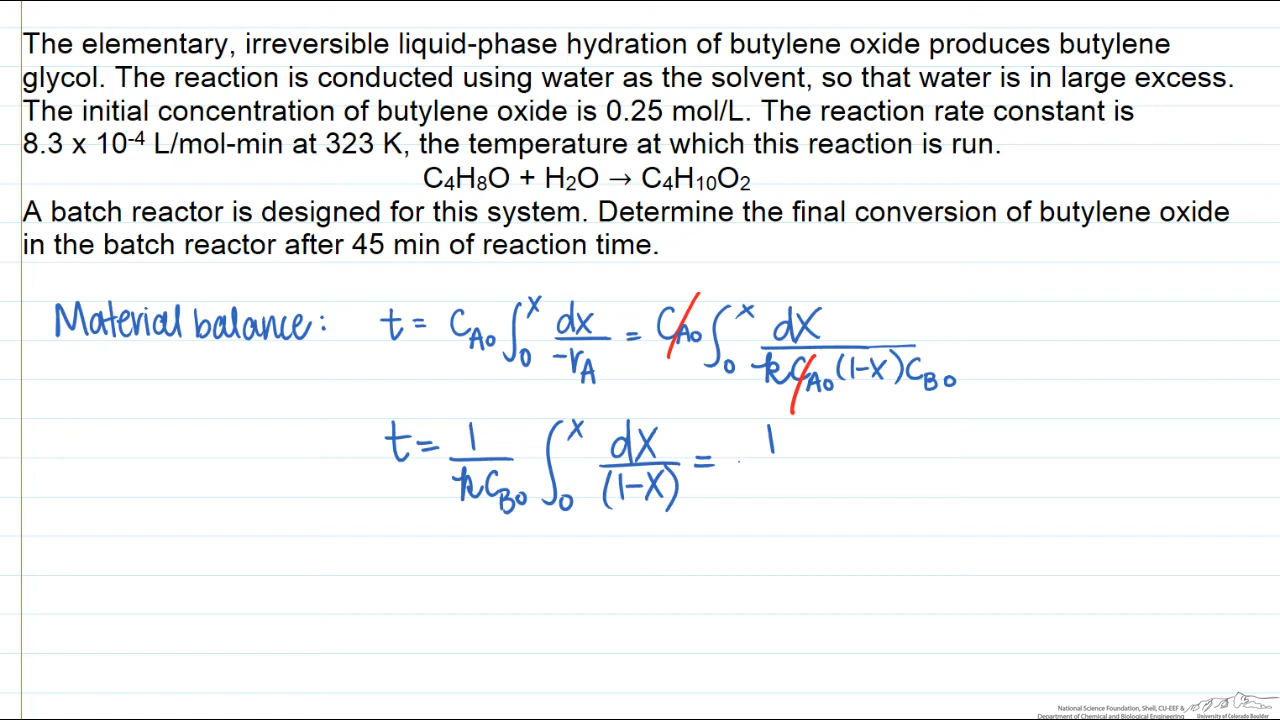 The elementary, irreversible liquid-phase hydration of butylene oxide produces butylene
glycol. The reaction is conducted using water as the solvent, so that water is in large excess.
The initial concentration of butylene oxide is 0.25 mol/L. The reaction rate constant is
8.3 x 10⁻⁴ L/mol-min at 323 K, the temperature at which this reaction is run.
C₄H₈O + H₂O → C₄H₁₀O₂
A batch reactor is designed for this system. Determine the final conversion of butylene oxide
in the batch reactor after 45 min of reaction time.
Material balance: t = C_A0 ∫₀ˣ dx / -r_A = C_A0 ∫₀ˣ dX / k C_A0 (1-X) C_B0
t = 1 / k C_B0 ∫₀ˣ dX / (1-X) = 1
National Science Foundation, Shell, CU-EEF &
Department of Chemical and Biological Engineering
University of Colorado Boulder